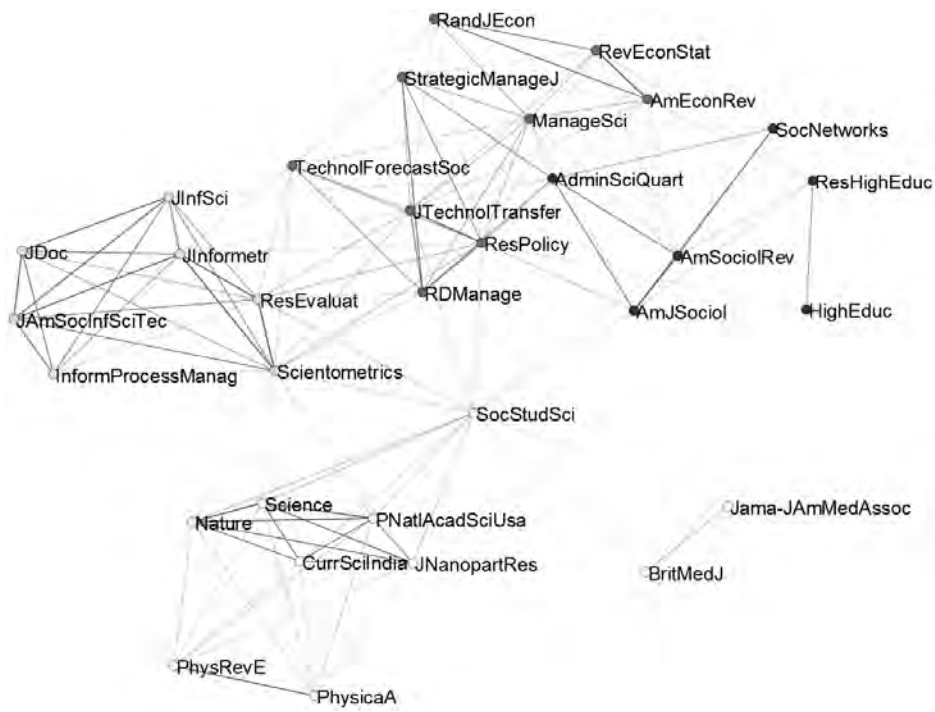 RandJEcon
RevEconStat
StrategicManageJ
AmEconRev
ManageSci
SocNetworks
TechnolForecastSoc
AdminSciQuart
ResHighEduc
JInfSci
JTechnolTransfer
ResPolicy
JDoc
JInformetr
AmSociolRev
RDManage
ResEvaluat
AmJSociol
HighEduc
JAmSocInfSciTec
InformProcessManag
Scientometrics
SocStudSci
Science
Jama-JAmMedAssoc
Nature
PNatlAcadSciUsa
CurrSciIndia
JNanopartRes
BritMedJ
PhysRevE
PhysicaA